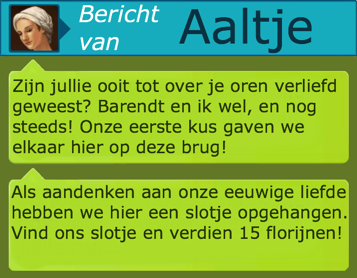 Bericht van Aaltje
Zijn jullie ooit tot over je oren verliefd
geweest? Barendt en ik wel, en nog
steeds! Onze eerste kus gaven we
elkaar hier op deze brug!
Als aandenken aan onze eeuwige liefde
hebben we hier een slotje opgehangen.
Vind ons slotje en verdien 15 florijnen!